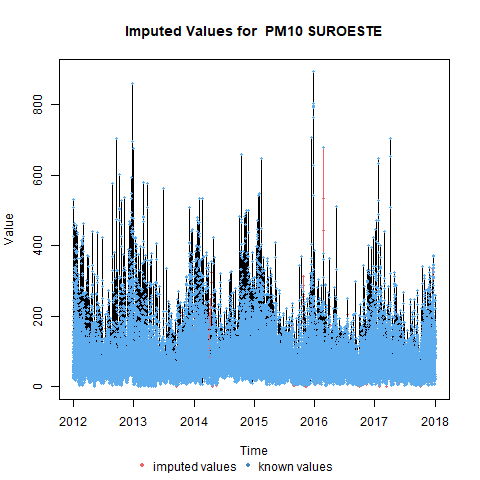 Imputed Values for PM10 SUROESTE
Value
800
600
400
200
0
2012 2013 2014 2015 2016 2017 2018
Time
imputed values known values